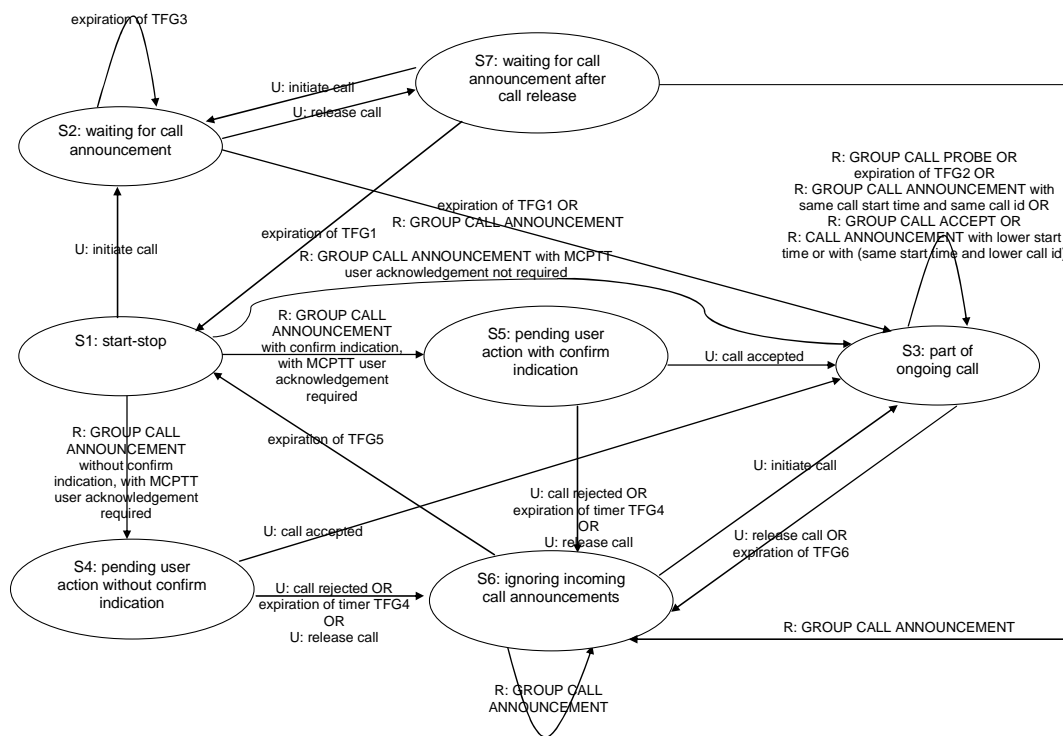 expiration of TFG3
S7: waiting for call
announcement after
call release
U: initiate call
U: release call
S2: waiting for call
announcement
R: GROUP CALL PROBE OR
expiration of TFG2 OR
R: GROUP CALL ANNOUNCEMENT with
same call start time and same call id OR
R: GROUP CALL ACCEPT OR
R: CALL ANNOUNCEMENT with lower start
time or with (same start time and lower call id)
expiration of TFG1 OR
R: GROUP CALL ANNOUNCEMENT
expiration of TFG1
U: initiate call
R: GROUP CALL ANNOUNCEMENT with MCPTT
user acknowledgement not required
S1: start-stop
R: GROUP CALL
ANNOUNCEMENT
with confirm indication,
with MCPTT user
acknowledgement
required
S5: pending user
action with confirm
indication
U: call accepted
S3: part of
ongoing call
R: GROUP CALL
ANNOUNCEMENT
without confirm
indication, with MCPTT
user acknowledgement
required
expiration of TFG5
U: initiate call
U: call rejected OR
expiration of timer TFG4
OR
U: release call
U: call accepted
U: release call OR
expiration of TFG6
S4: pending user
action without confirm
indication
U: call rejected OR
expiration of timer TFG4
OR
U: release call
S6: ignoring incoming
call announcements
R: GROUP CALL ANNOUNCEMENT
R: GROUP CALL
ANNOUNCEMENT